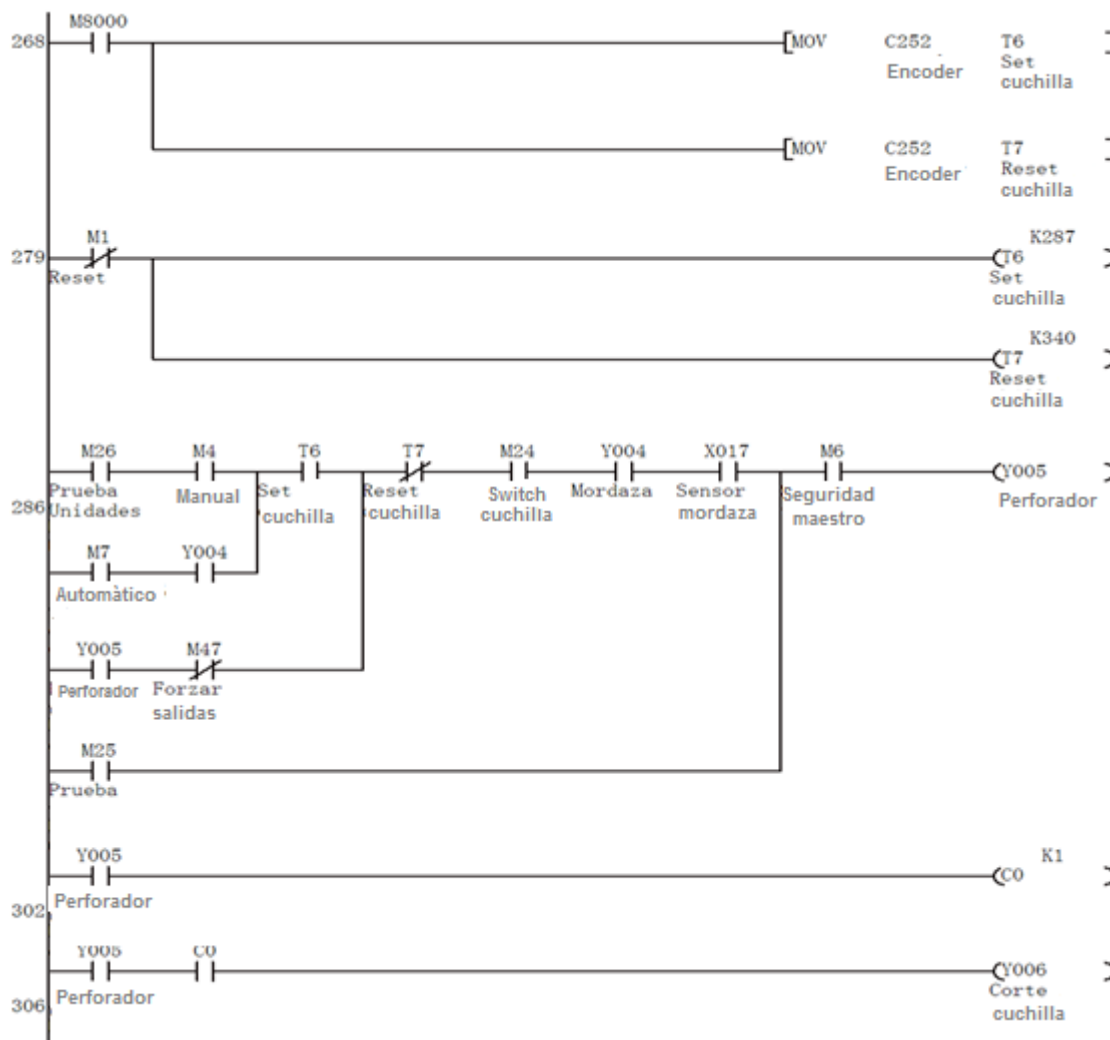 M8000
268 [MOV C252 T6 ]
Encoder Set
cuchilla
[MOV C252 T7 ]
Encoder Reset
cuchilla
M1 K287
279 (T6 )
Reset Set
cuchilla
K340
(T7 )
Reset
cuchilla
M26 M4 T6 T7 M24 Y004 X017 M6
(Y005 )
Prueba Manual Set Reset Switch Mordaza Sensor Seguridad Perforador
286 Unidades cuchilla cuchilla cuchilla mordaza maestro
M7 Y004
Automàtico
Y005 M47
Perforador Forzar
salidas
M25
Prueba
Y005 K1
(C0 )
Perforador
302
Y005 C0
(Y006 )
Perforador Corte
306 cuchilla